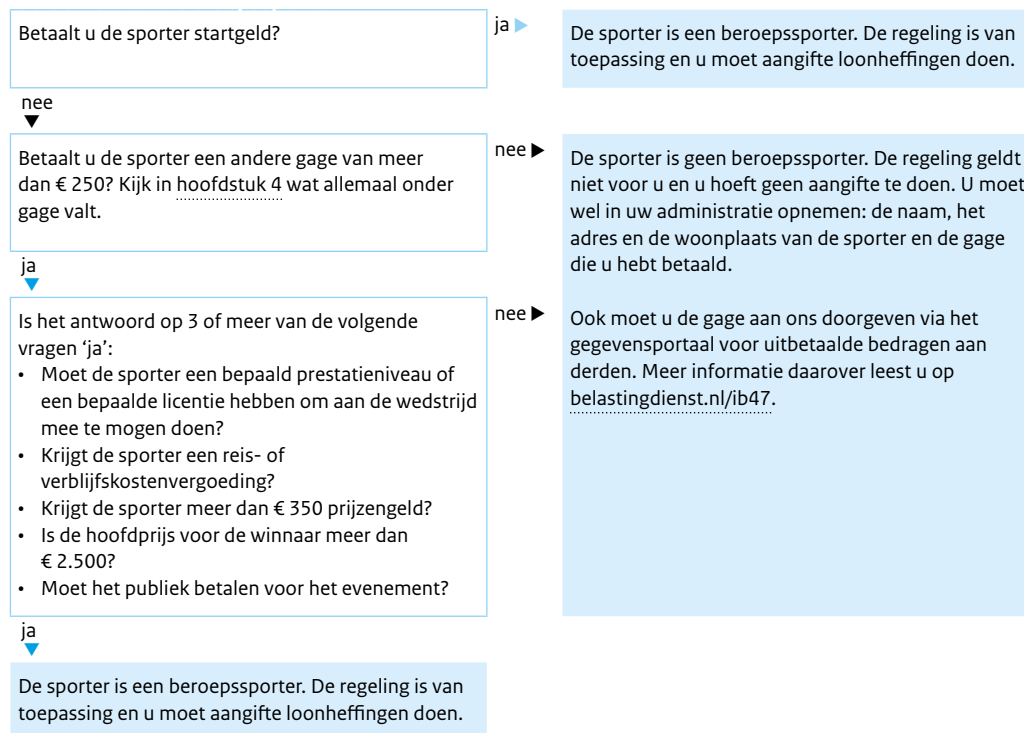 Betaalt u de sporter startgeld?
ja
De sporter is een beroepssporter. De regeling is van
toepassing en u moet aangifte loonheffingen doen.
nee
Betaalt u de sporter een andere gage van meer
dan € 250? Kijk in hoofdstuk 4 wat allemaal onder
gage valt.
nee
De sporter is geen beroepssporter. De regeling geldt
niet voor u en u hoeft geen aangifte te doen. U moet
wel in uw administratie opnemen: de naam, het
adres en de woonplaats van de sporter en de gage
die u hebt betaald.
Ook moet u de gage aan ons doorgeven via het
gegevensportaal voor uitbetaalde bedragen aan
derden. Meer informatie daarover leest u op
belastingdienst.nl/ib47.
ja
Is het antwoord op 3 of meer van de volgende
vragen ‘ja’:
• Moet de sporter een bepaald prestatieniveau of
een bepaalde licentie hebben om aan de wedstrijd
mee te mogen doen?
• Krijgt de sporter een reis- of
verblijfskostenvergoeding?
• Krijgt de sporter meer dan € 350 prijzengeld?
• Is de hoofdprijs voor de winnaar meer dan
€ 2.500?
• Moet het publiek betalen voor het evenement?
nee
ja
De sporter is een beroepssporter. De regeling is van
toepassing en u moet aangifte loonheffingen doen.